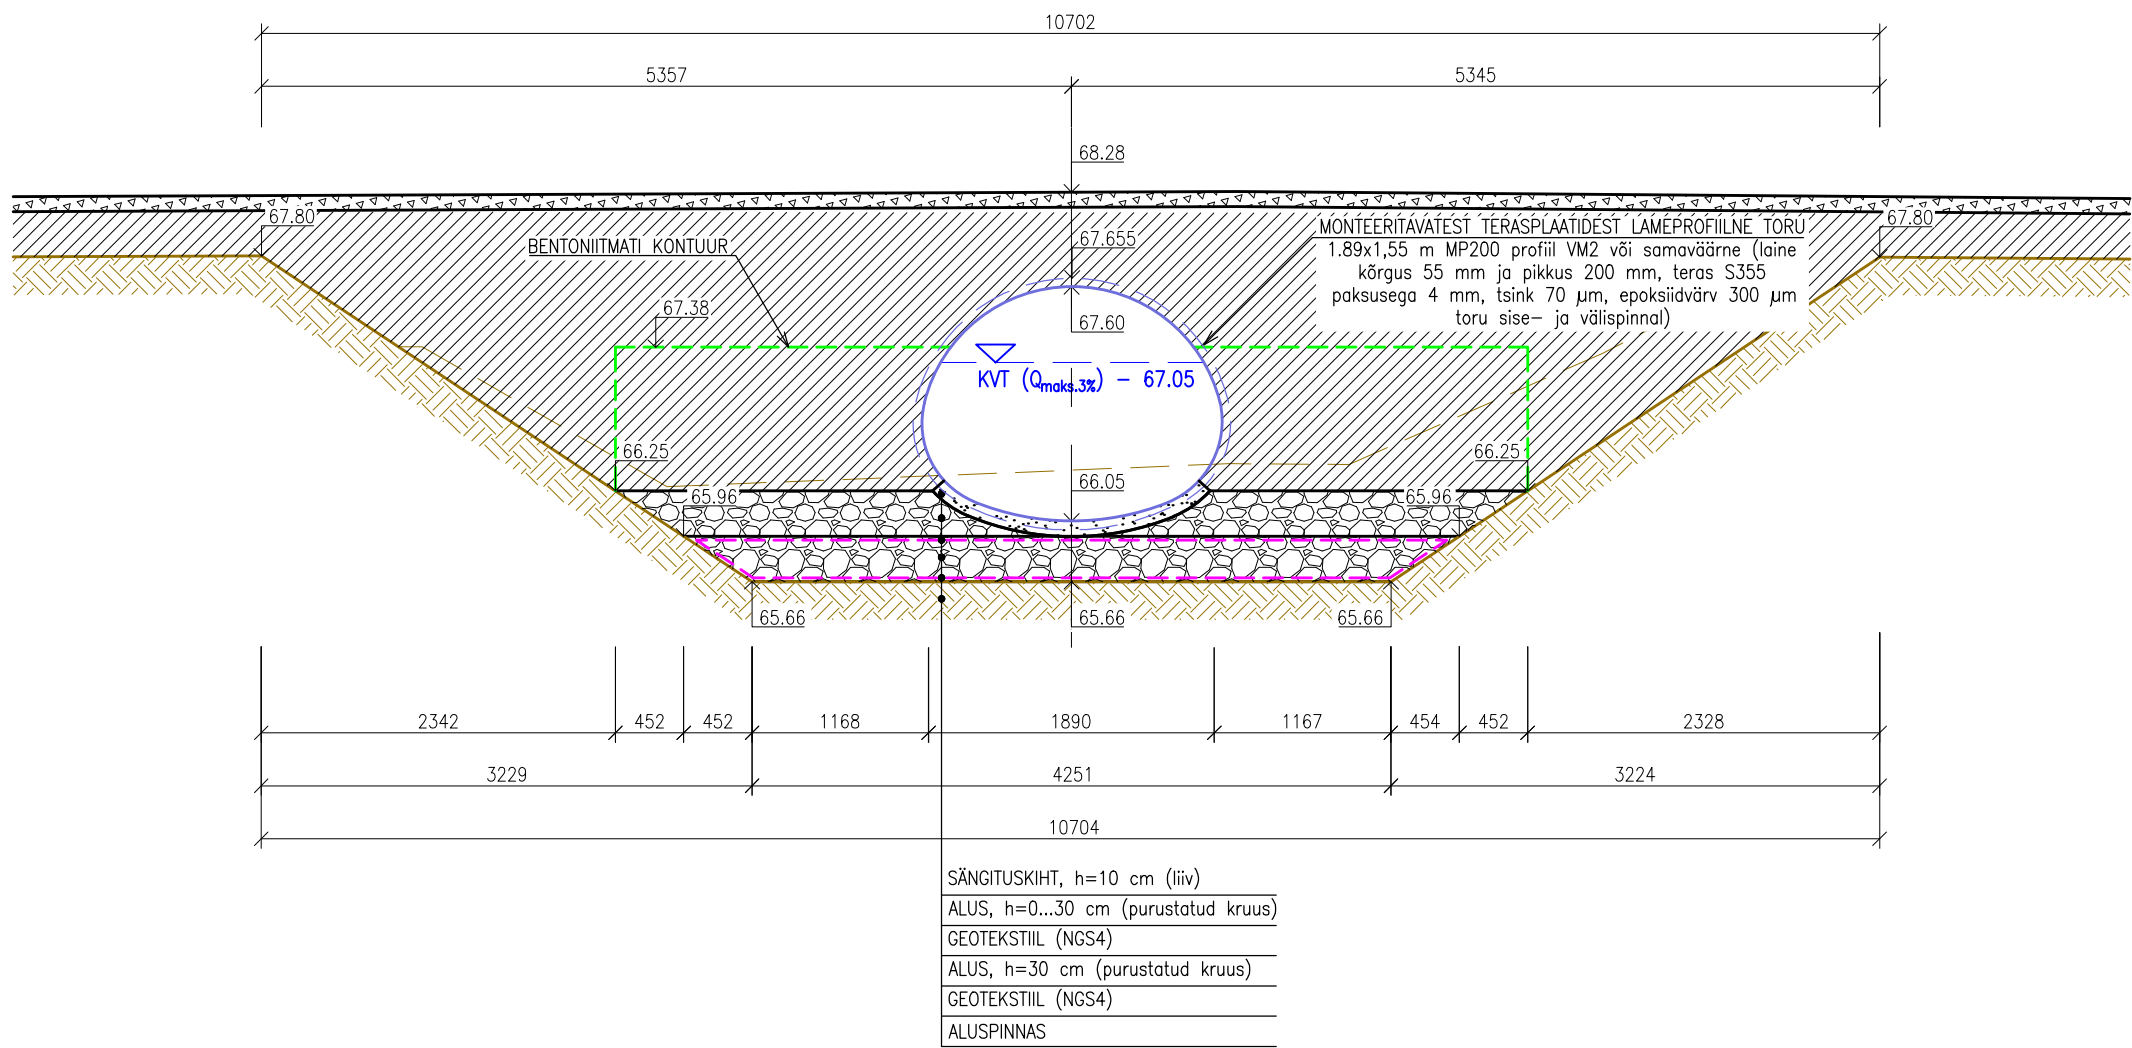 10702
5357
5345
68.28
67.80
67.80
MONTEERITAVATEST TERASPLAATIDEST LAMEPROFIILNE TORU
1.89x1,55 m MP200 profiil VM2 või samaväärne (laine
kõrgus 55 mm ja pikkus 200 mm, teras S355
paksusega 4 mm, tsink 70 µm, epoksiidvärv 300 µm
toru sise- ja välispinnal)
67.655
BENTONIITMATI KONTUUR
67.38
67.60
KVT (Qmaks.3%) - 67.05
66.25
66.25
66.05
65.96
65.96
65.66
65.66
65.66
2342
452
452
1168
1890
1167
454
452
2328
3229
4251
3224
10704
SÄNGITUSKIHT, h=10 cm (liiv)
ALUS, h=0...30 cm (purustatud kruus)
GEOTEKSTIIL (NGS4)
ALUS, h=30 cm (purustatud kruus)
GEOTEKSTIIL (NGS4)
ALUSPINNAS